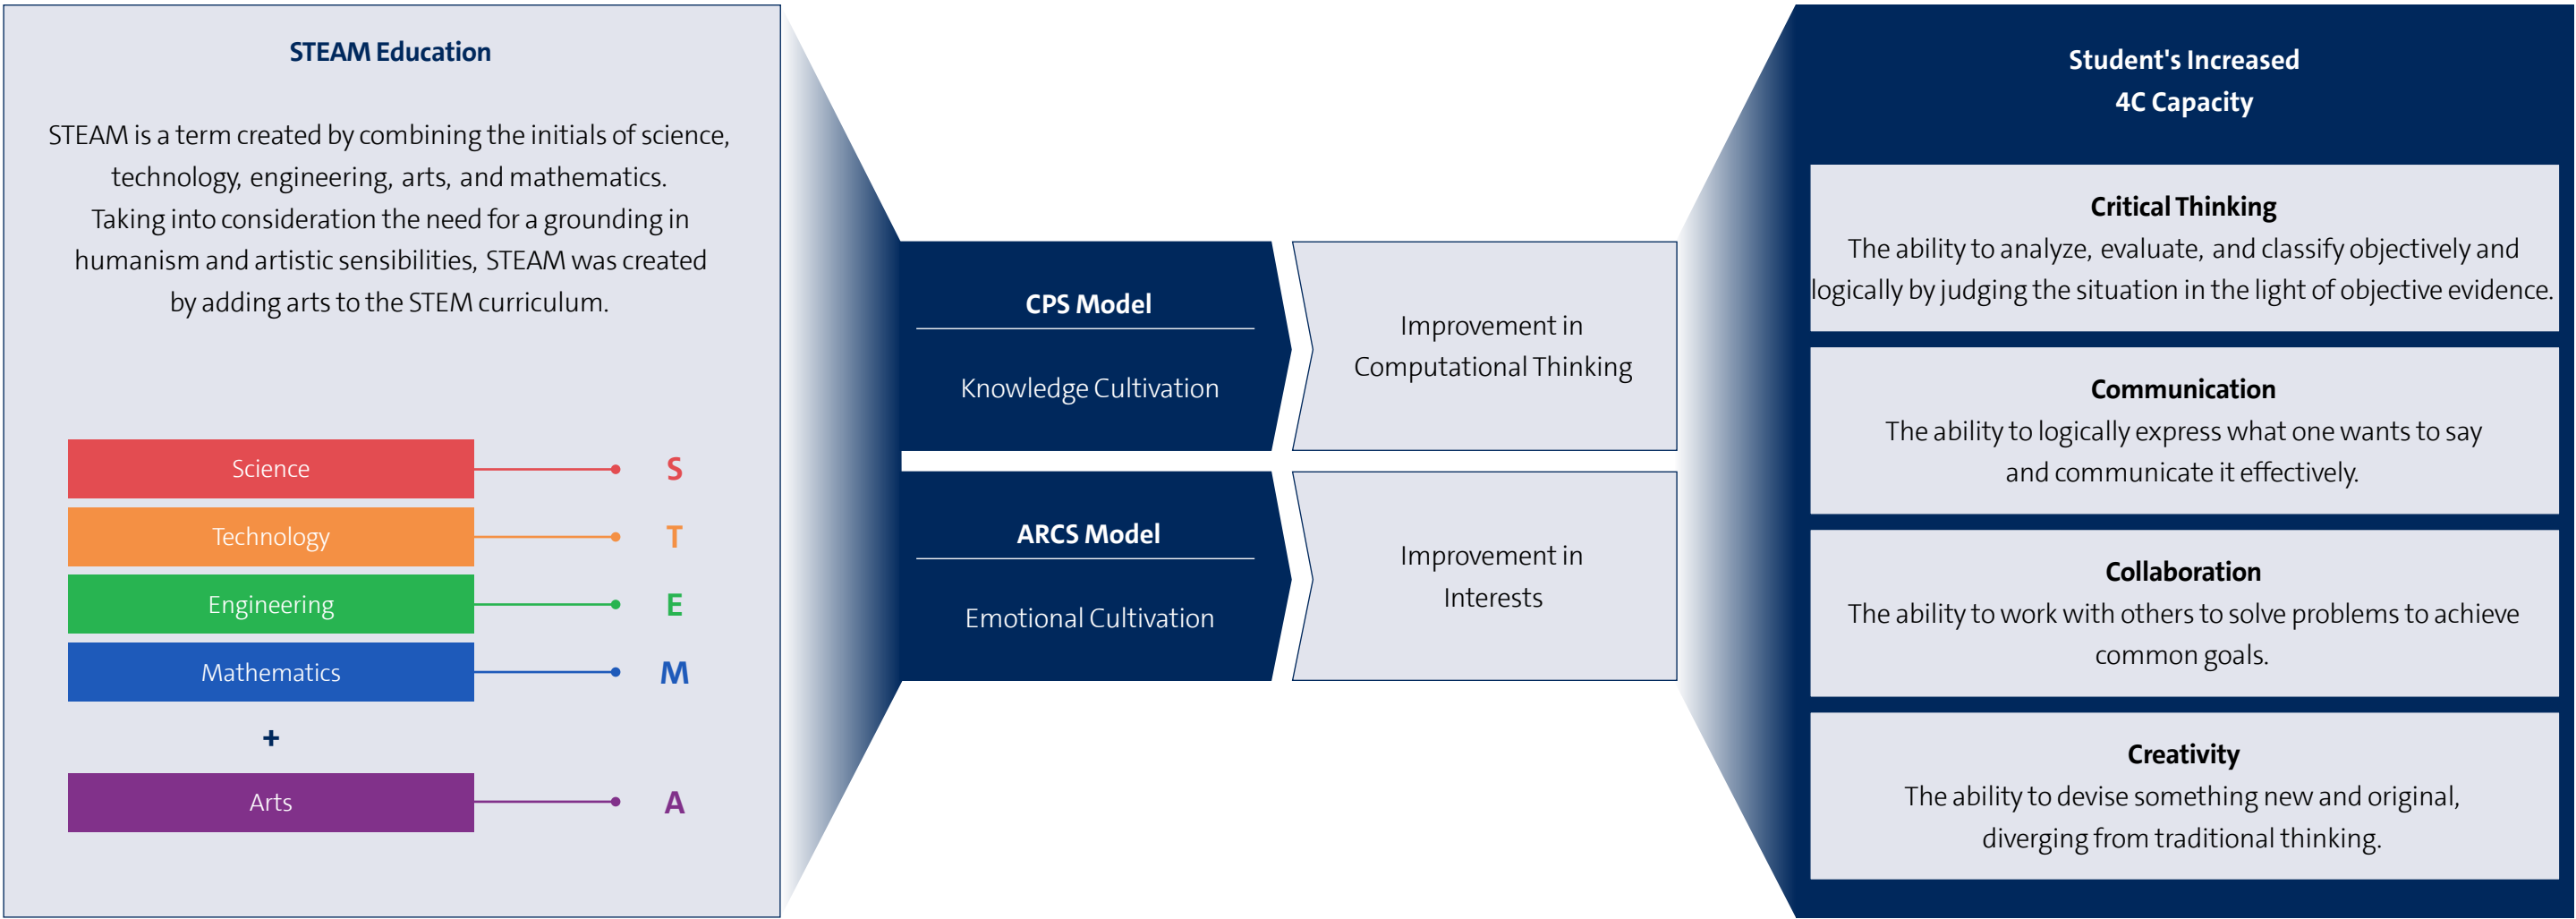 STEAM Education
STEAM is a term created by combining the initials of science,
technology, engineering, arts, and mathematics.
Taking into consideration the need for a grounding in
humanism and artistic sensibilities, STEAM was created
by adding arts to the STEM curriculum.
Science S
Technology T
Engineering E
Mathematics M
+
Arts A
CPS Model
Knowledge Cultivation
Improvement in
Computational Thinking
ARCS Model
Emotional Cultivation
Improvement in
Interests
Student's Increased
4C Capacity
Critical Thinking
The ability to analyze, evaluate, and classify objectively and
logically by judging the situation in the light of objective evidence.
Communication
The ability to logically express what one wants to say
and communicate it effectively.
Collaboration
The ability to work with others to solve problems to achieve
common goals.
Creativity
The ability to devise something new and original,
diverging from traditional thinking.